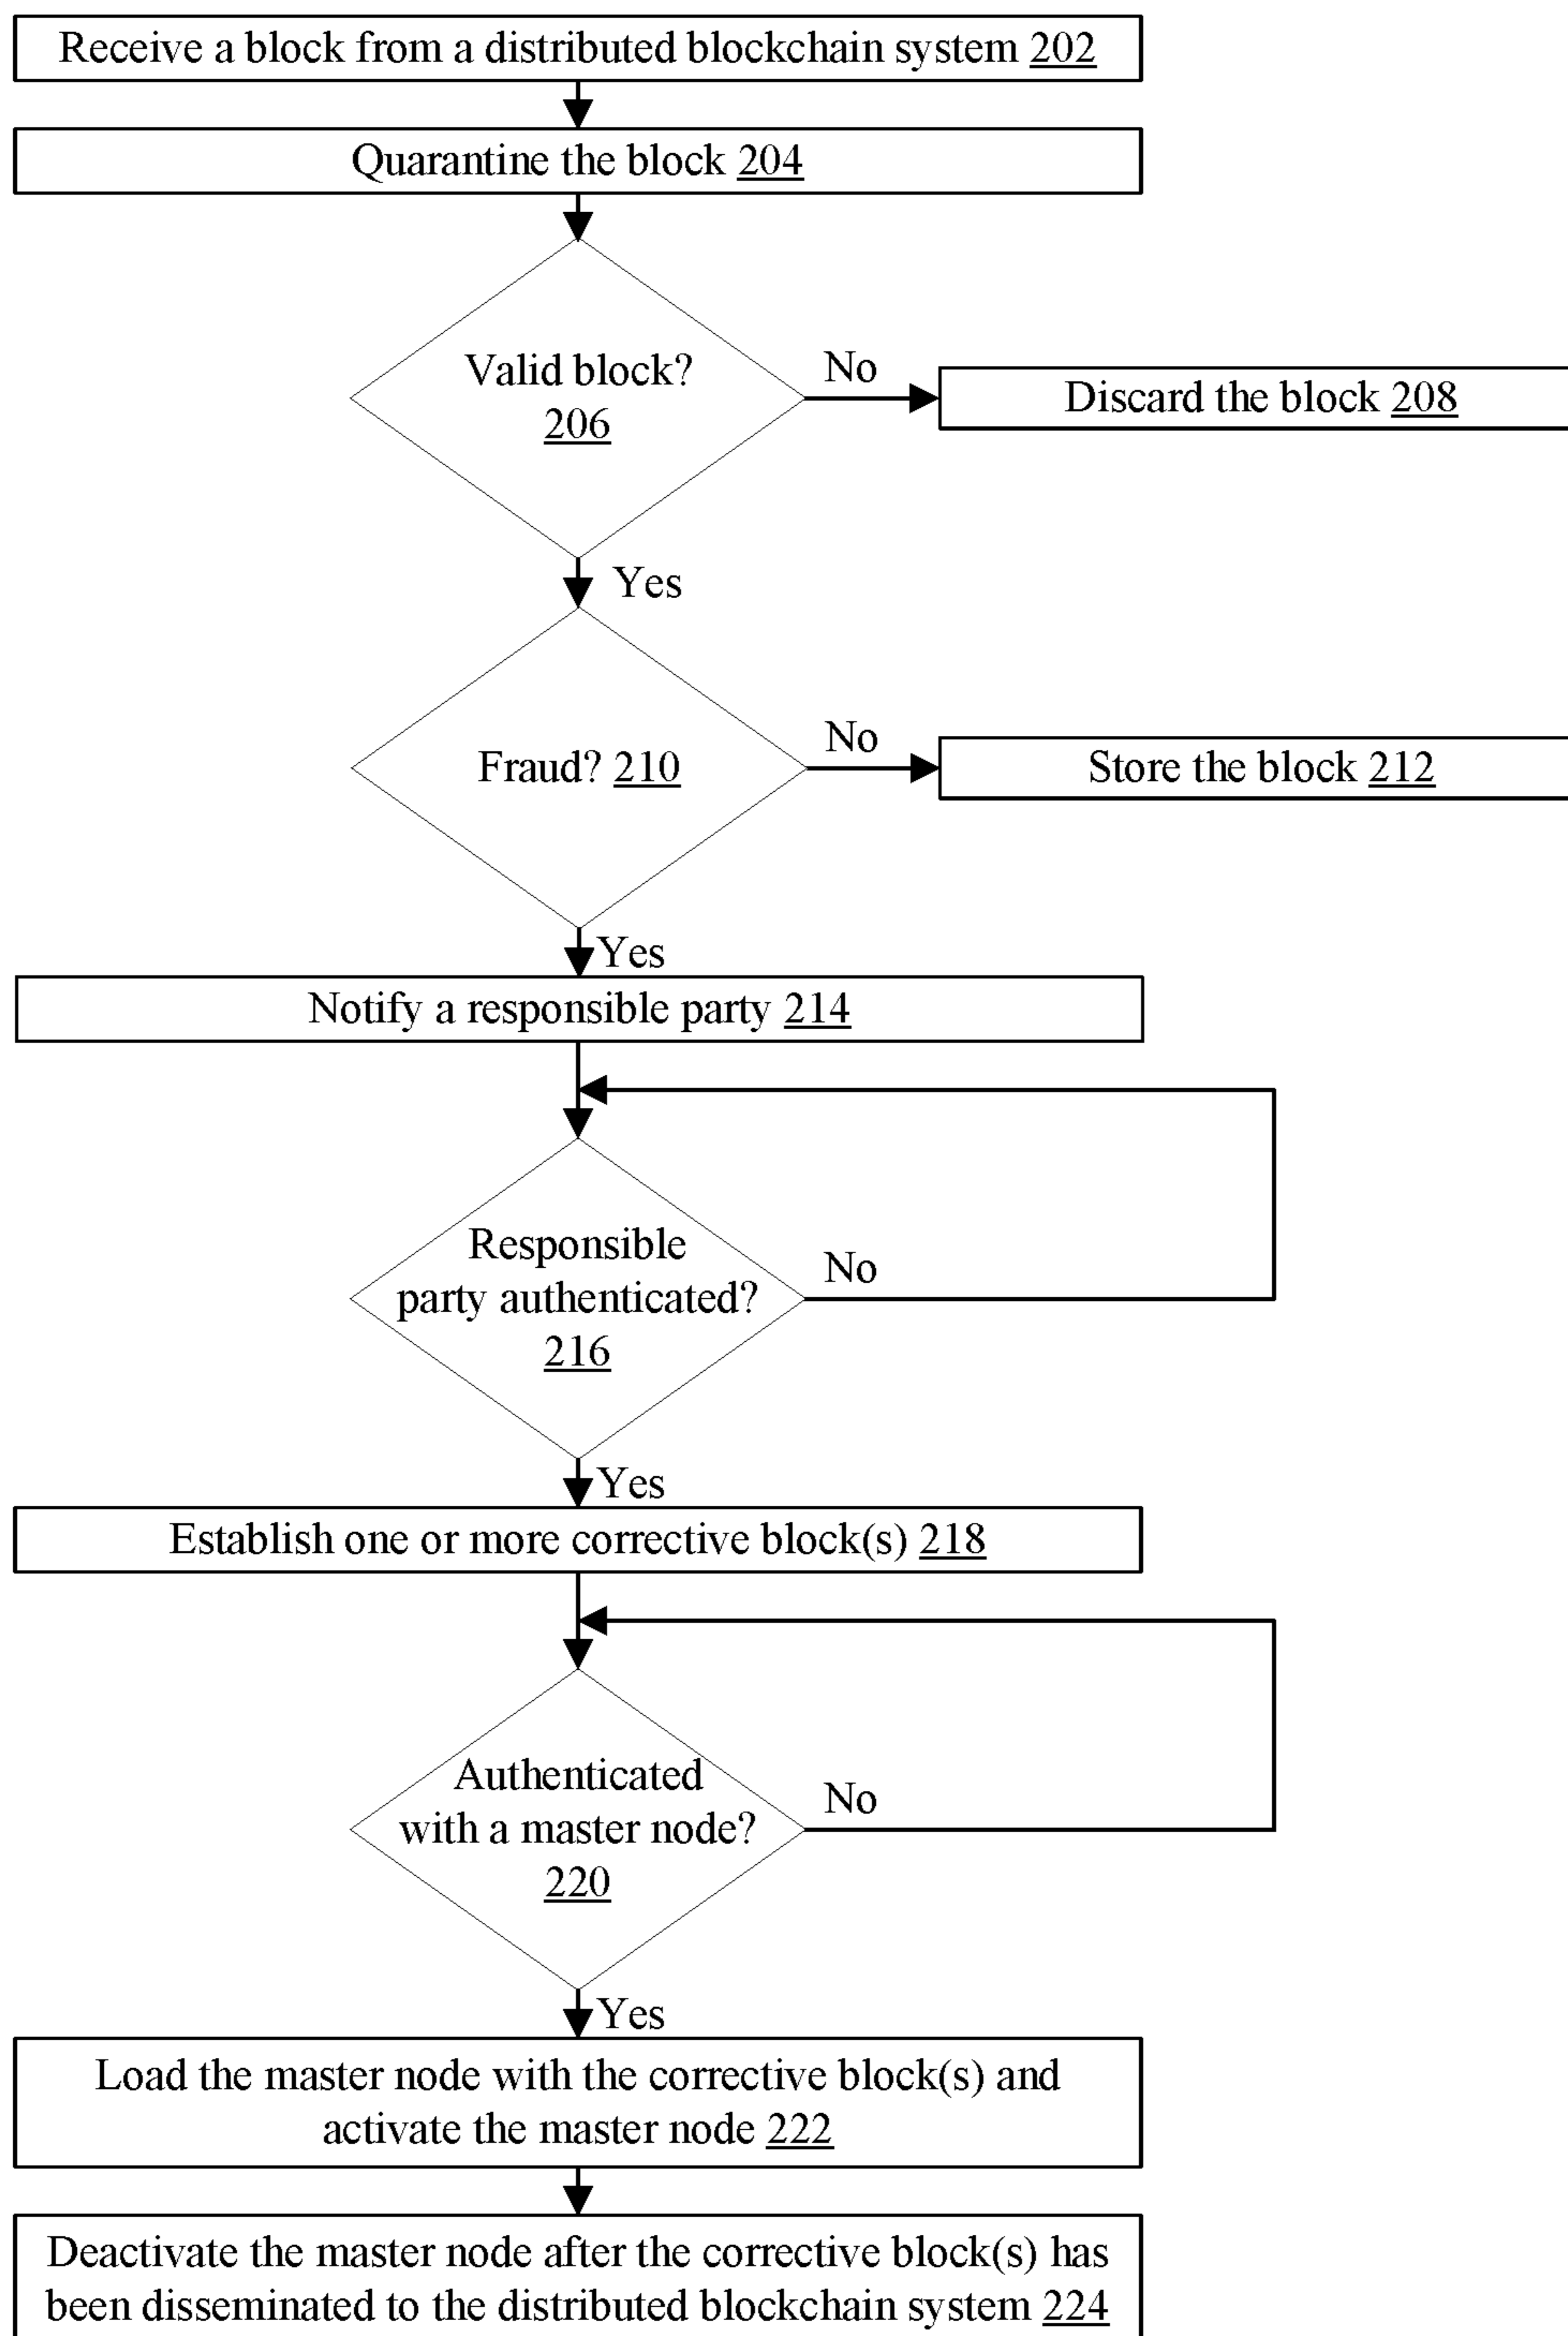 Receive a block from a distributed blockchain system 202
Quarantine the block 204
Valid block?
206
No
Discard the block 208
Yes
Fraud? 210
No
Store the block 212
Yes
Notify a responsible party 214
Responsible
party authenticated?
216
No
Yes
Establish one or more corrective block(s) 218
Authenticated
with a master node?
220
No
Yes
Load the master node with the corrective block(s) and
activate the master node 222
Deactivate the master node after the corrective block(s) has
been disseminated to the distributed blockchain system 224